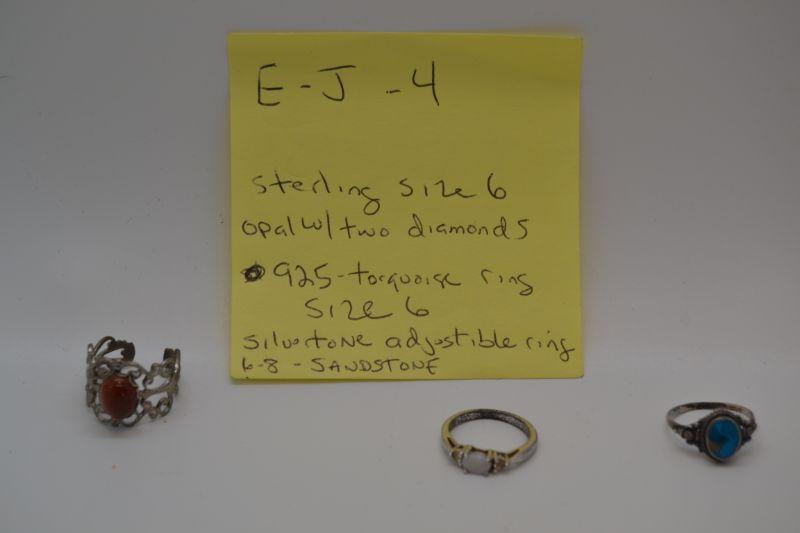 E-J-4
Sterling size 6
opal w/ two diamonds
925-torquoise ring
Size 6
silvertone adjustible ring
6-8 - SANDSTONE